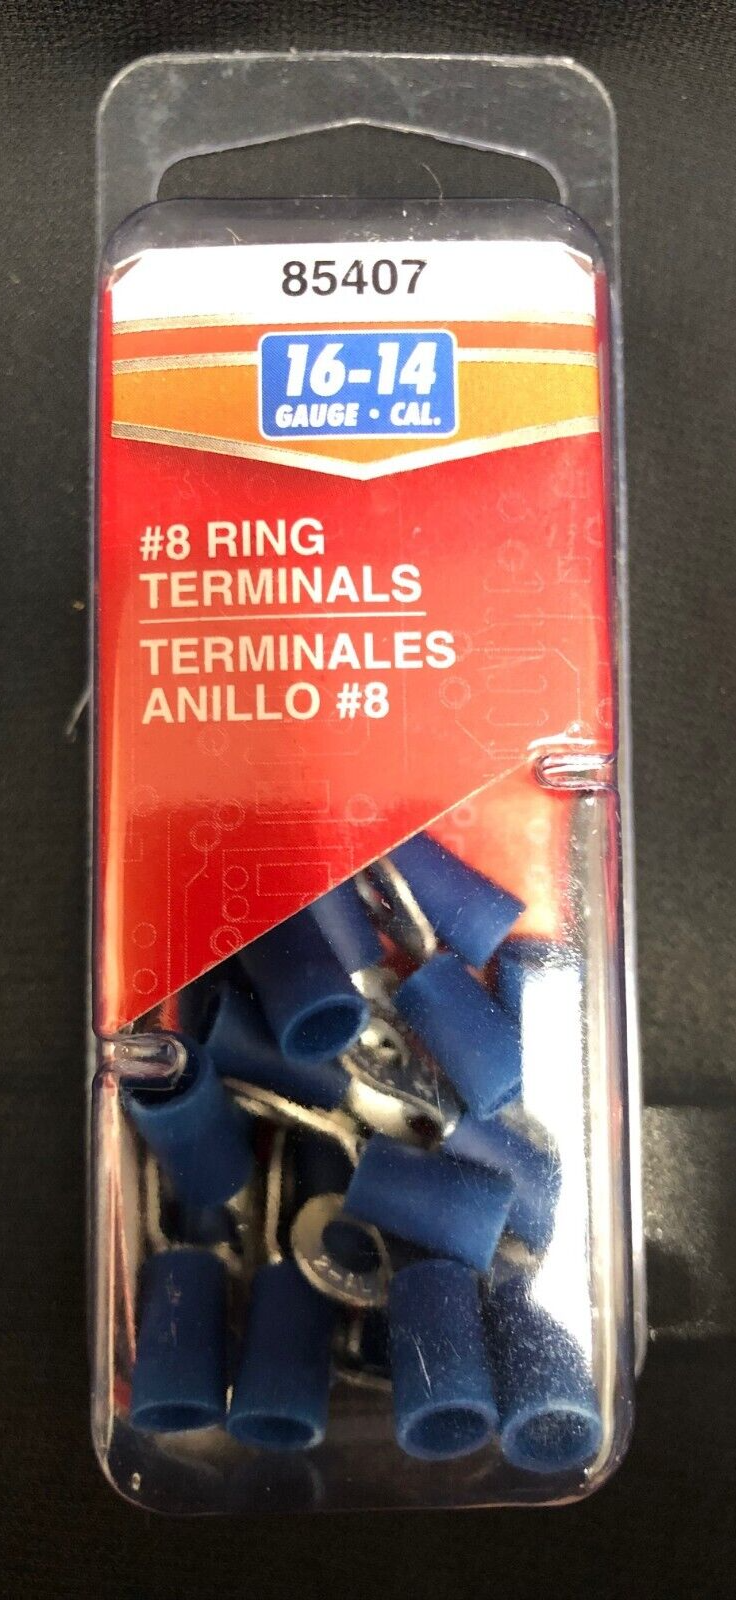 85407
16-14
GAUGE • CAL.
#8 RING
TERMINALS
TERMINALES
ANILLO #8